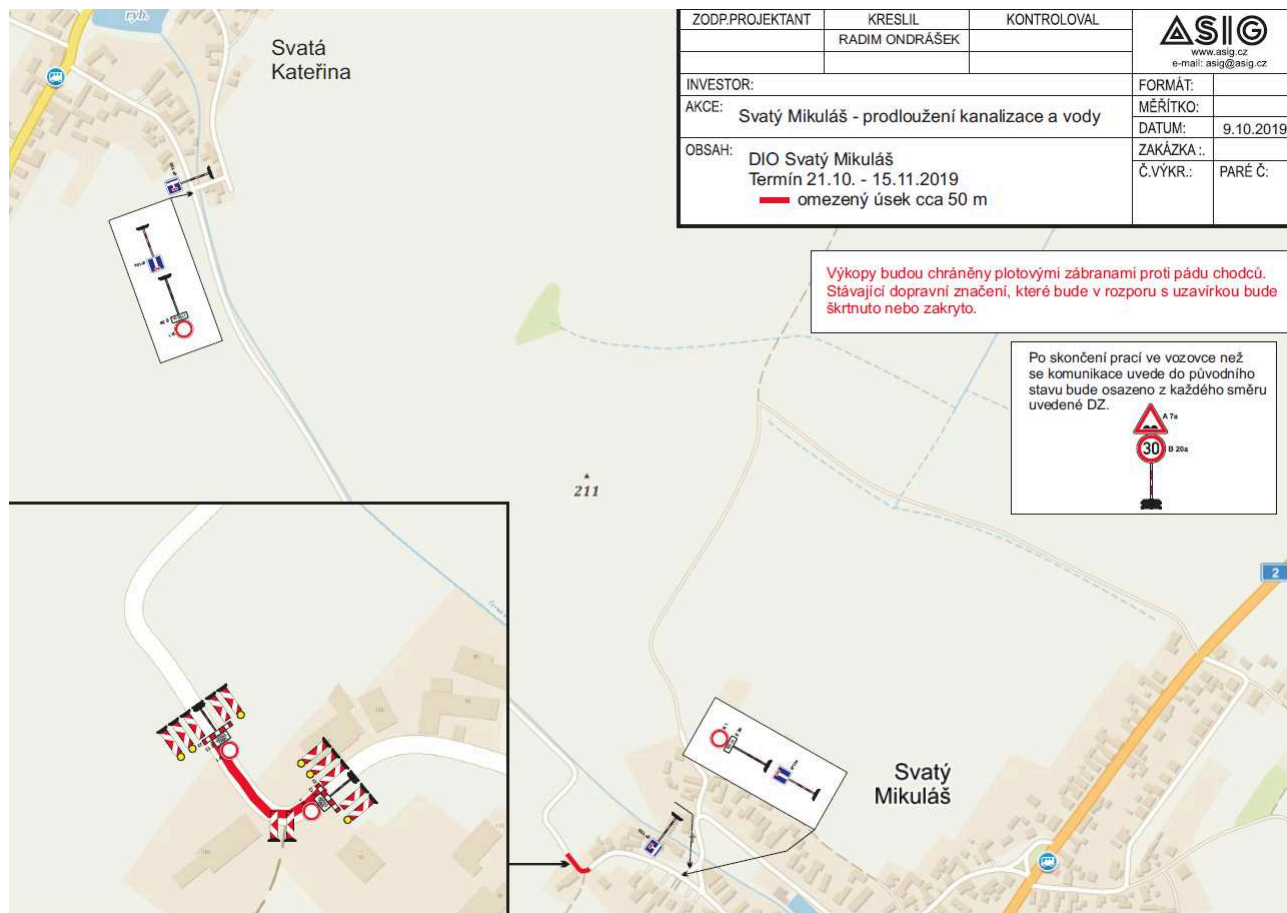 ryb.
Svatá
Kateřina
ZODP.PROJEKTANT
KRESLIL
KONTROLOVAL
RADIM ONDRÁŠEK
ASIG
www.asig.cz
e-mail: asig@asig.cz
INVESTOR:
FORMÁT:
AKCE:
Svatý Mikuláš - prodloužení kanalizace a vody
MĚŘÍTKO:
DATUM:
9.10.2019
OBSAH:
DIO Svatý Mikuláš
Termín 21.10. - 15.11.2019
omezený úsek cca 50 m
ZAKÁZKA :.
Č.VÝKR.:
PARÉ Č:
Výkopy budou chráněny plotovými zábranami proti pádu chodců.
Stávající dopravní značení, které bude v rozporu s uzavírkou bude
škrtnuto nebo zakryto.
Po skončení prací ve vozovce než
se komunikace uvede do původního
stavu bude osazeno z každého směru
uvedené DZ.
A 7a
30
B 20a
211
2
Svatý
Mikuláš